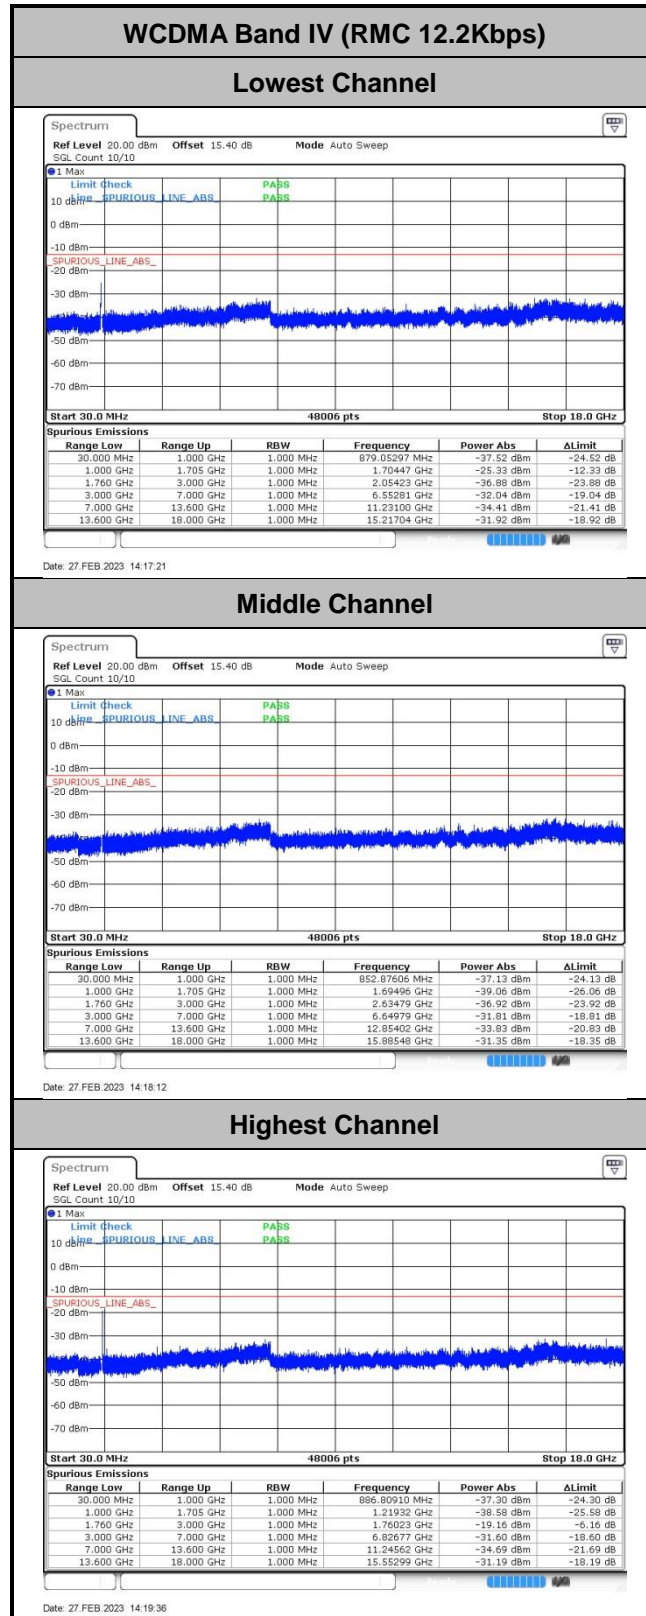 WCDMA Band IV (RMC 12.2Kbps)
Lowest Channel
Spectrum
Ref Level 20.00 dBm Offset 15.40 dB Mode Auto Sweep
SGL Count 10/10
1 Max
Limit Check PASS
10 dBm Line _SPURIOUS_LINE_ABS_ PASS
0 dBm
-10 dBm
_SPURIOUS_LINE_ABS_
-20 dBm
-30 dBm
-50 dBm
-60 dBm
-70 dBm
Start 30.0 MHz 48006 pts Stop 18.0 GHz
Spurious Emissions
Range Low Range Up RBW Frequency Power Abs ΔLimit
30.000 MHz 1.000 GHz 1.000 MHz 879.05297 MHz -37.52 dBm -24.52 dB
1.000 GHz 1.705 GHz 1.000 MHz 1.70447 GHz -25.33 dBm -12.33 dB
1.760 GHz 3.000 GHz 1.000 MHz 2.05423 GHz -36.88 dBm -23.88 dB
3.000 GHz 7.000 GHz 1.000 MHz 6.55281 GHz -32.04 dBm -19.04 dB
7.000 GHz 13.600 GHz 1.000 MHz 11.23100 GHz -34.41 dBm -21.41 dB
13.600 GHz 18.000 GHz 1.000 MHz 15.21704 GHz -31.92 dBm -18.92 dB
Date: 27.FEB.2023 14:17:21
Middle Channel
Spectrum
Ref Level 20.00 dBm Offset 15.40 dB Mode Auto Sweep
SGL Count 10/10
1 Max
Limit Check PASS
10 dBm Line _SPURIOUS_LINE_ABS_ PASS
0 dBm
-10 dBm
_SPURIOUS_LINE_ABS_
-20 dBm
-30 dBm
-50 dBm
-60 dBm
-70 dBm
Start 30.0 MHz 48006 pts Stop 18.0 GHz
Spurious Emissions
Range Low Range Up RBW Frequency Power Abs ΔLimit
30.000 MHz 1.000 GHz 1.000 MHz 852.87606 MHz -37.13 dBm -24.13 dB
1.000 GHz 1.705 GHz 1.000 MHz 1.69496 GHz -39.06 dBm -26.06 dB
1.760 GHz 3.000 GHz 1.000 MHz 2.63479 GHz -36.92 dBm -23.92 dB
3.000 GHz 7.000 GHz 1.000 MHz 6.64979 GHz -31.81 dBm -18.81 dB
7.000 GHz 13.600 GHz 1.000 MHz 12.85402 GHz -33.83 dBm -20.83 dB
13.600 GHz 18.000 GHz 1.000 MHz 15.88548 GHz -31.35 dBm -18.35 dB
Date: 27.FEB.2023 14:18:12
Highest Channel
Spectrum
Ref Level 20.00 dBm Offset 15.40 dB Mode Auto Sweep
SGL Count 10/10
1 Max
Limit Check PASS
10 dBm Line _SPURIOUS_LINE_ABS_ PASS
0 dBm
-10 dBm
_SPURIOUS_LINE_ABS_
-20 dBm
-30 dBm
-50 dBm
-60 dBm
-70 dBm
Start 30.0 MHz 48006 pts Stop 18.0 GHz
Spurious Emissions
Range Low Range Up RBW Frequency Power Abs ΔLimit
30.000 MHz 1.000 GHz 1.000 MHz 886.80910 MHz -37.30 dBm -24.30 dB
1.000 GHz 1.705 GHz 1.000 MHz 1.21932 GHz -38.58 dBm -25.58 dB
1.760 GHz 3.000 GHz 1.000 MHz 1.76023 GHz -19.16 dBm -6.16 dB
3.000 GHz 7.000 GHz 1.000 MHz 6.82677 GHz -31.60 dBm -18.60 dB
7.000 GHz 13.600 GHz 1.000 MHz 11.24562 GHz -34.69 dBm -21.69 dB
13.600 GHz 18.000 GHz 1.000 MHz 15.55299 GHz -31.19 dBm -18.19 dB
Date: 27.FEB.2023 14:19:36